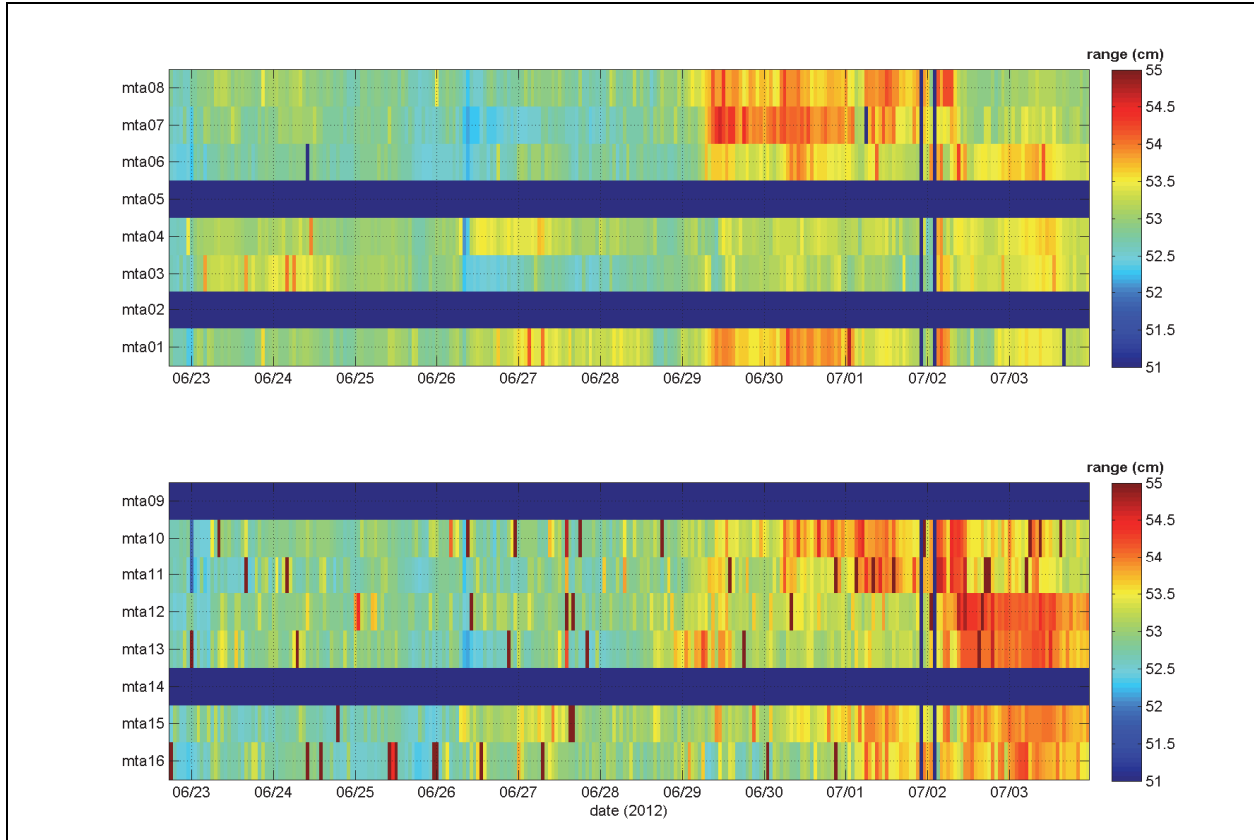 range (cm)
mta08
mta07
mta06
mta05
mta04
mta03
mta02
mta01
55
54.5
54
53.5
53
52.5
52
51.5
51
06/23 06/24 06/25 06/26 06/27 06/28 06/29 06/30 07/01 07/02 07/03
range (cm)
mta09
mta10
mta11
mta12
mta13
mta14
mta15
mta16
55
54.5
54
53.5
53
52.5
52
51.5
51
06/23 06/24 06/25 06/26 06/27 06/28 06/29 06/30 07/01 07/02 07/03
date (2012)